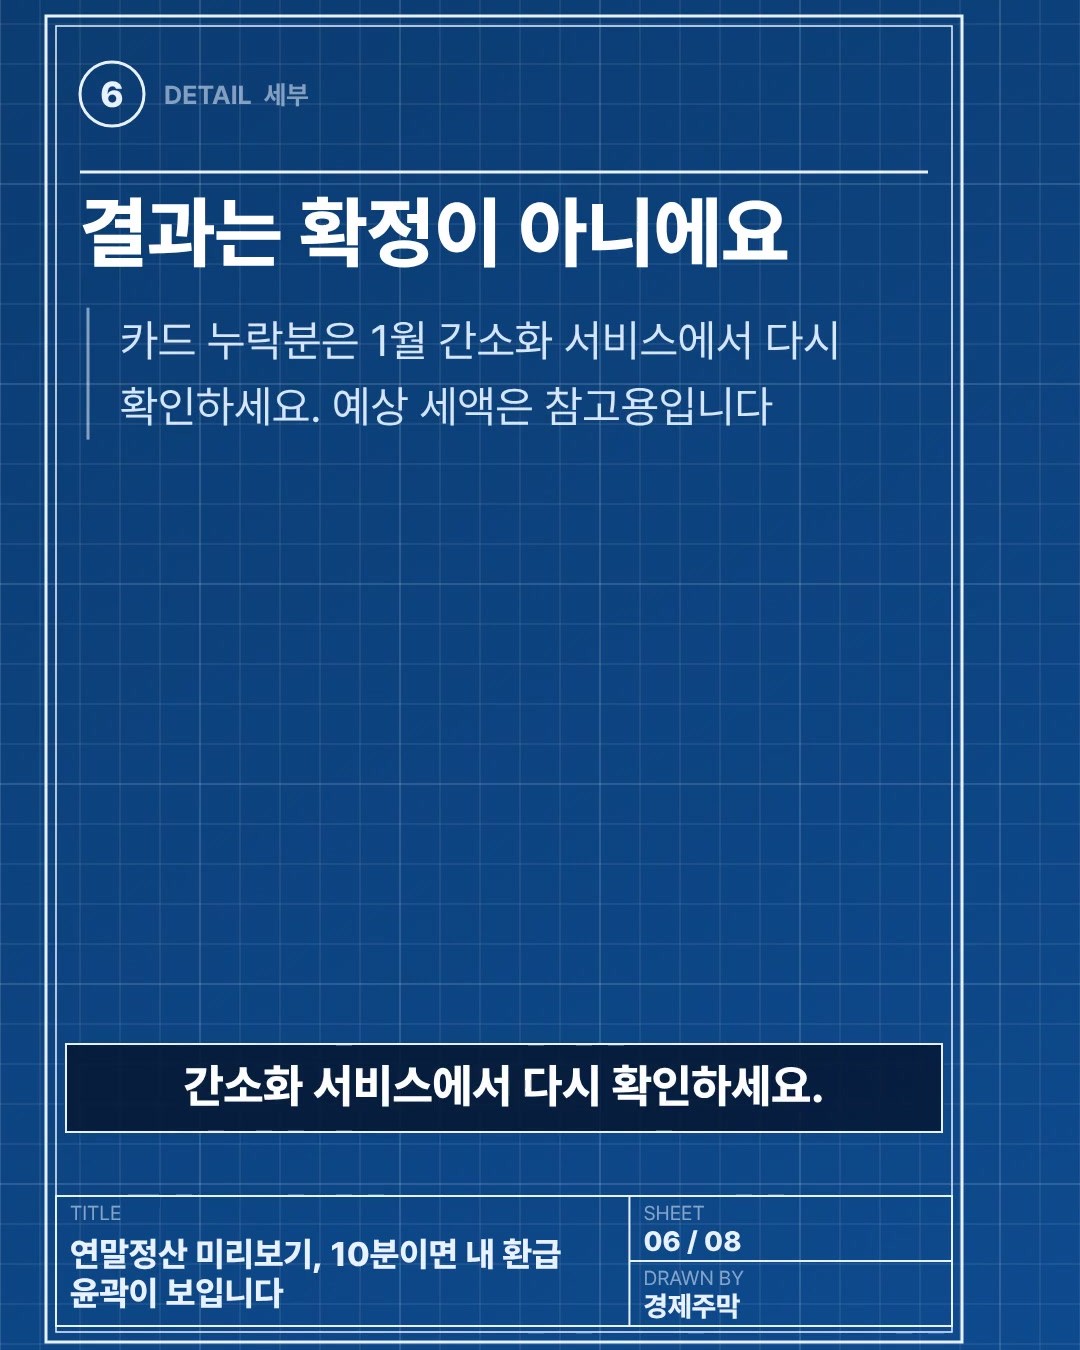 6
DETAIL 세부
결과는 확정이 아니에요
카드 누락분은 1월 간소화 서비스에서 다시
확인하세요. 예상 세액은 참고용입니다
간소화 서비스에서 다시 확인하세요.
TITLE
연말정산 미리보기, 10분이면 내 환급
윤곽이 보입니다
SHEET
06 / 08
DRAWN BY
경제주막